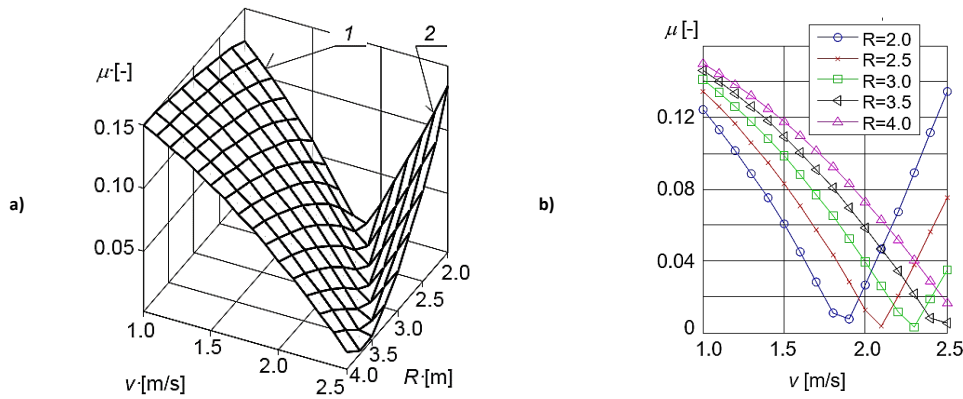 a)
μ·[-]
1
2
0.15
0.10
0.05
1.0
1.5
2.0
2.5
v·[m/s]
4.0
3.5
3.0
2.5
2.0
R·[m]
b)
μ [-]
R=2.0
R=2.5
R=3.0
R=3.5
R=4.0
0.12
0.08
0.04
0
1.0
1.5
2.0
2.5
v [m/s]